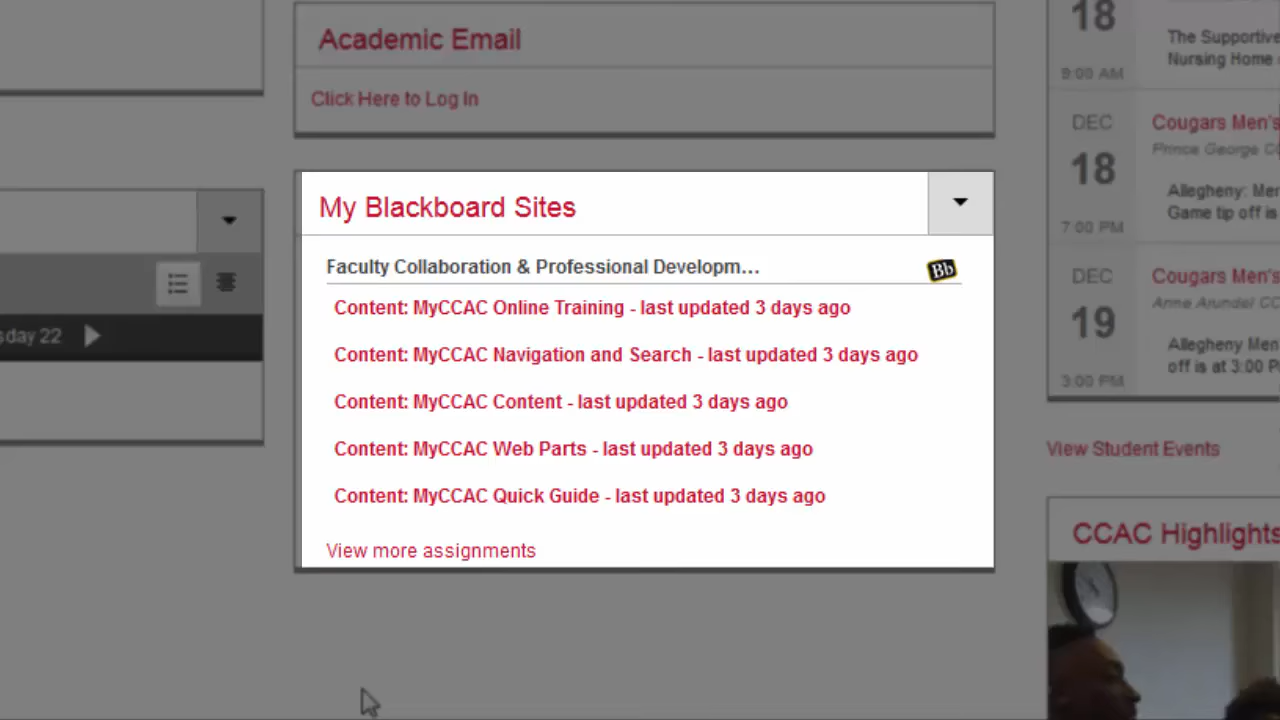 Academic Email
Click Here to Log In
My Blackboard Sites
Faculty Collaboration & Professional Developm...
Bb
Content: MyCCAC Online Training - last updated 3 days ago
Content: MyCCAC Navigation and Search - last updated 3 days ago
Content: MyCCAC Content - last updated 3 days ago
Content: MyCCAC Web Parts - last updated 3 days ago
Content: MyCCAC Quick Guide - last updated 3 days ago
View more assignments
day 22
18
9:00 AM
The Supportive
Nursing Home
DEC
18
7:00 PM
Cougars Men's
Prince George
Allegheny: Men
Game tip off is
DEC
19
3:00 PM
Cougars Men's
Anne Arundel CC
Allegheny Men
off is at 3:00
View Student Events
CCAC Highlights